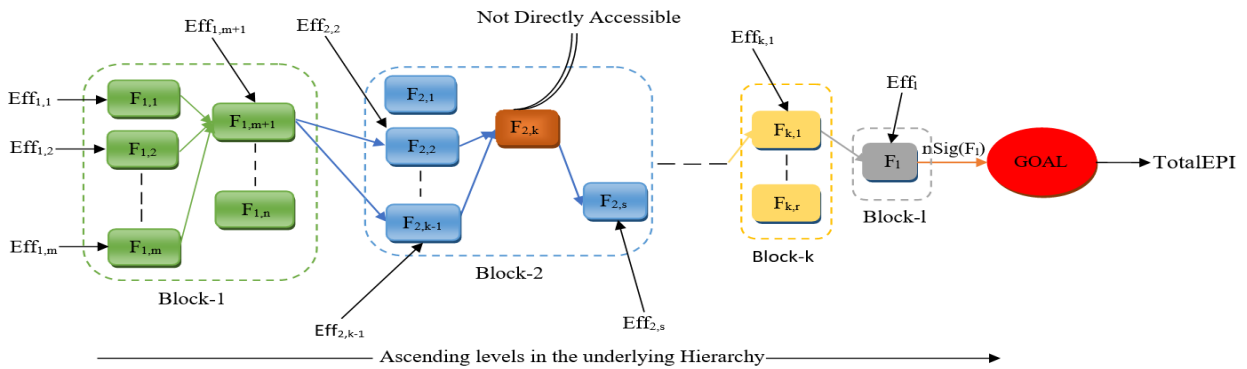 Not Directly Accessible
Eff1,m+1
Eff2,2
Effk,1
Effl
Eff1,1
F1,1
F1,m+1
F2,1
F2,k
Fk,1
Eff1,2
F1,2
F2,2
Fl
nSig(Fl)
GOAL
TotalEPI
F1,n
F2,k-1
F2,s
Fk,r
Block-l
Eff1,m
F1,m
Block-k
Block-1
Block-2
Eff2,k-1
Eff2,s
Ascending levels in the underlying Hierarchy